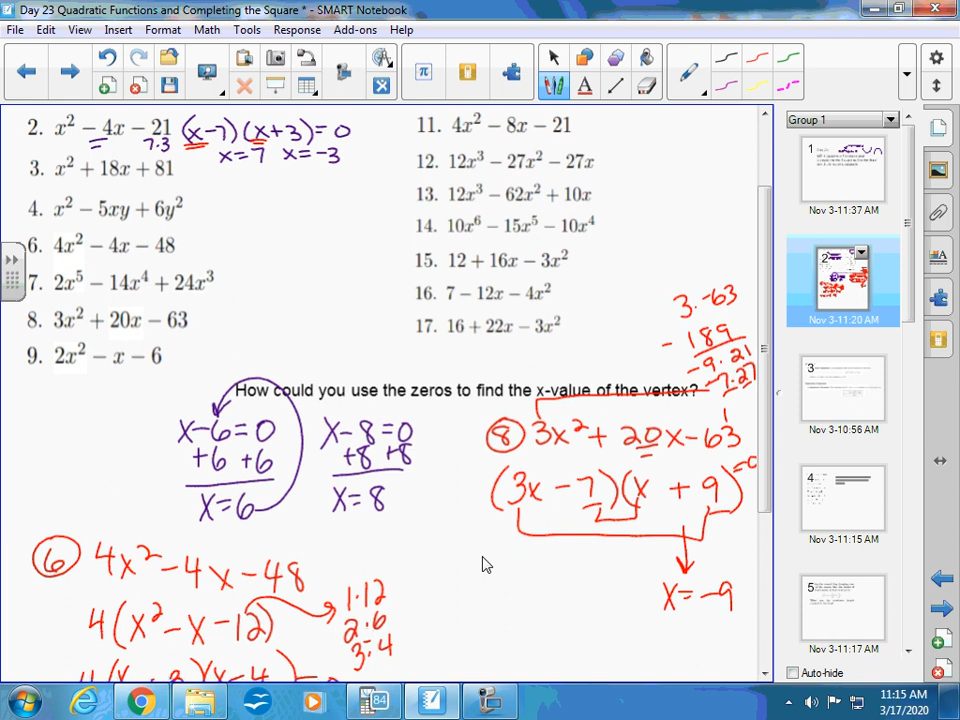 Day 23 Quadratic Functions and Completing the Square * - SMART Notebook
File Edit View Insert Format Math Tools Response Add-ons Help
2. x² − 4x − 21 (x−7)(x+3)=0
7·3 x=7 x=−3
3. x² + 18x + 81
4. x² − 5xy + 6y²
6. 4x² − 4x − 48
7. 2x⁵ − 14x⁴ + 24x³
8. 3x² + 20x − 63
9. 2x² − x − 6
11. 4x² − 8x − 21
12. 12x³ − 27x² − 27x
13. 12x³ − 62x² + 10x
14. 10x⁶ − 15x⁵ − 10x⁴
15. 12 + 16x − 3x²
16. 7 − 12x − 4x²
17. 16 + 22x − 3x²
3·−63
−189
−9·21
−7·27
How could you use the zeros to find the x-value of the vertex?
x−6=0
+6 +6
x=6
x−8=0
+8 +8
x=8
8 3x² + 20x − 63
(3x − 7)(x + 9)=0
x=−9
6 4x² − 4x − 48
4(x² − x − 12)
1·12
2·6
3·4
Group 1
1
Nov 3-11:37 AM
2
Nov 3-11:20 AM
3
Nov 3-10:56 AM
4
Nov 3-11:15 AM
5
Nov 3-11:17 AM
Auto-hide
84
11:15 AM
3/17/2020